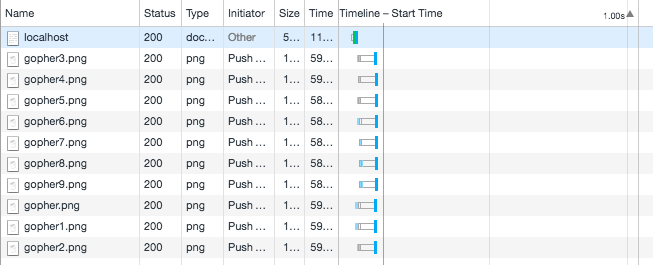 Name Status Type Initiator Size Time Timeline – Start Time 1.00s
localhost 200 doc... Other 5... 11...
gopher3.png 200 png Push ... 1... 59...
gopher4.png 200 png Push ... 1... 59...
gopher5.png 200 png Push ... 1... 58...
gopher6.png 200 png Push ... 1... 59...
gopher7.png 200 png Push ... 1... 58...
gopher8.png 200 png Push ... 1... 58...
gopher9.png 200 png Push ... 1... 58...
gopher.png 200 png Push ... 1... 59...
gopher1.png 200 png Push ... 1... 59...
gopher2.png 200 png Push ... 1... 59...